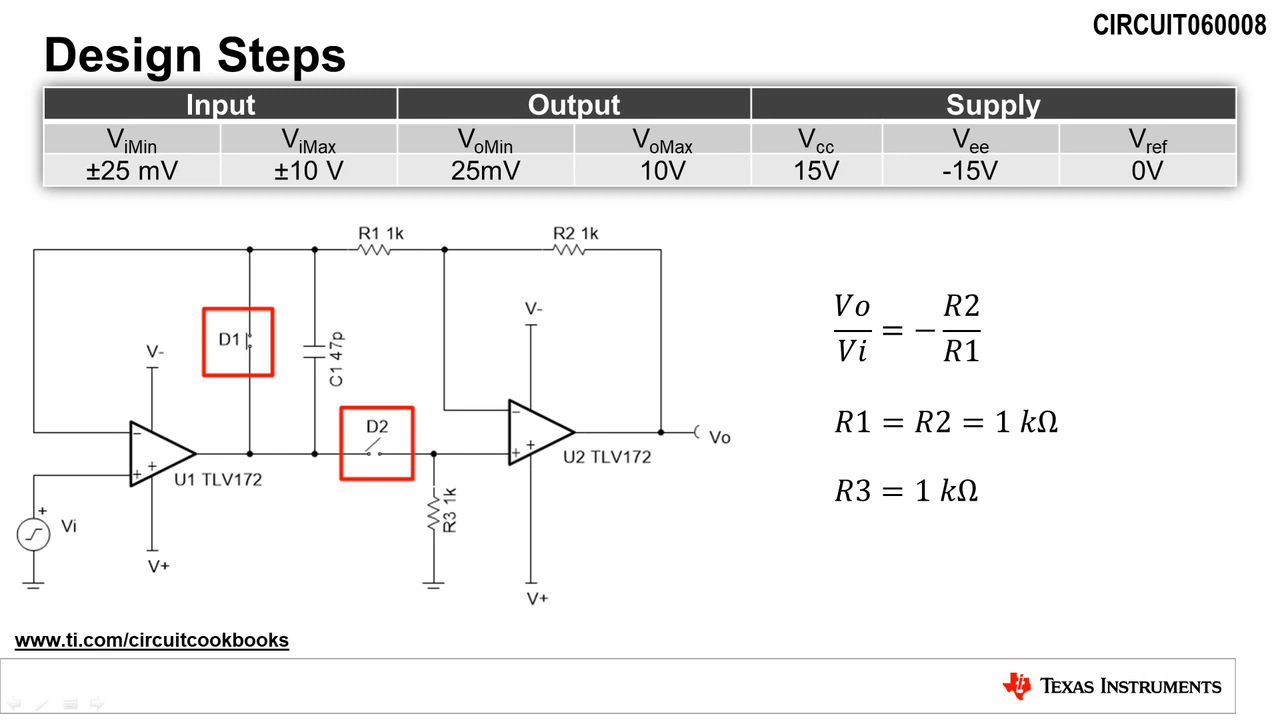 CIRCUIT060008
Design Steps
Input Output Supply
ViMin ViMax VoMin VoMax Vcc Vee Vref
±25 mV ±10 V 25mV 10V 15V -15V 0V
R1 1k R2 1k
V-
D1
V-
C1 47p
D2
U1 TLV172
U2 TLV172
Vo
R3 1k
+
Vi
V+
V+
Vo/Vi = −R2/R1
R1 = R2 = 1 kΩ
R3 = 1 kΩ
www.ti.com/circuitcookbooks
TEXAS INSTRUMENTS